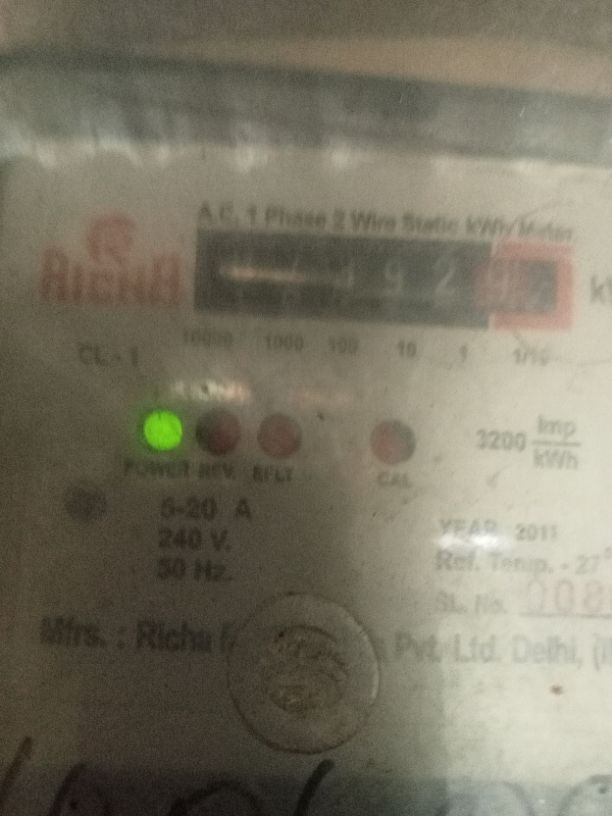 A.C. 1 Phase 2 Wire Static kWh Meter
RICHA
9 2
10000 1000 100 10 1 1/10
CL - 1
3200 Imp/kWh
POWER REV. EFLT CAL
5-20 A
240 V.
50 Hz.
YEAR 2011
Ref. Temp. - 27°
SL. No. 008
Mfrs. : Richa Pvt. Ltd. Delhi,